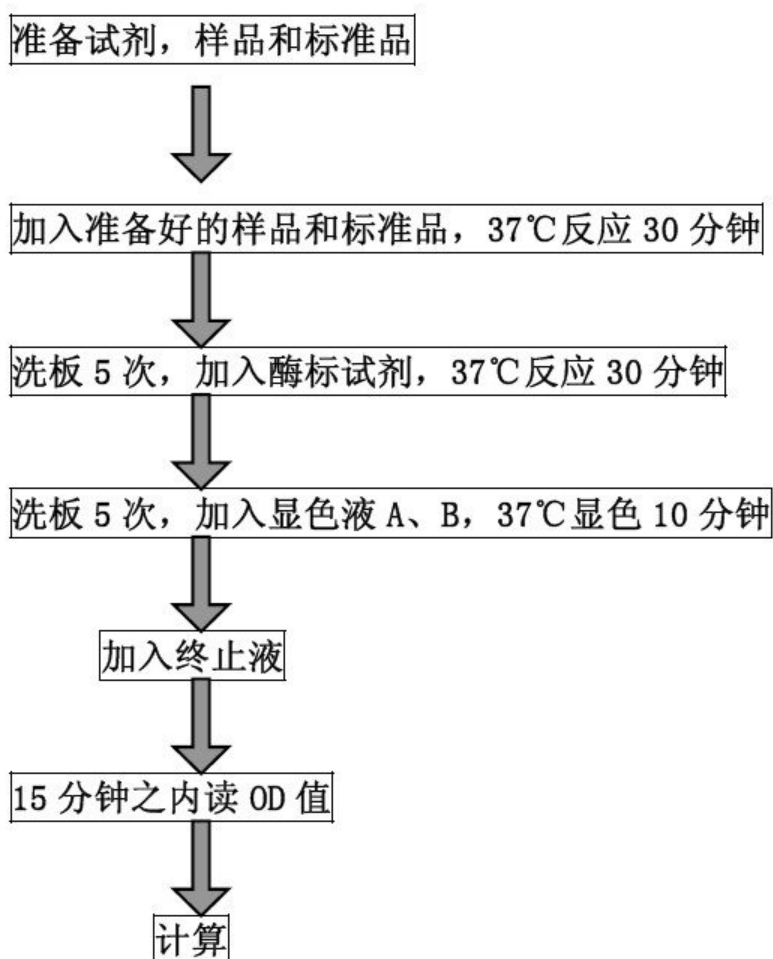 准备试剂，样品和标准品
加入准备好的样品和标准品，37℃反应 30 分钟
洗板 5 次，加入酶标试剂，37℃反应 30 分钟
洗板 5 次，加入显色液 A、B，37℃显色 10 分钟
加入终止液
15 分钟之内读 OD 值
计算